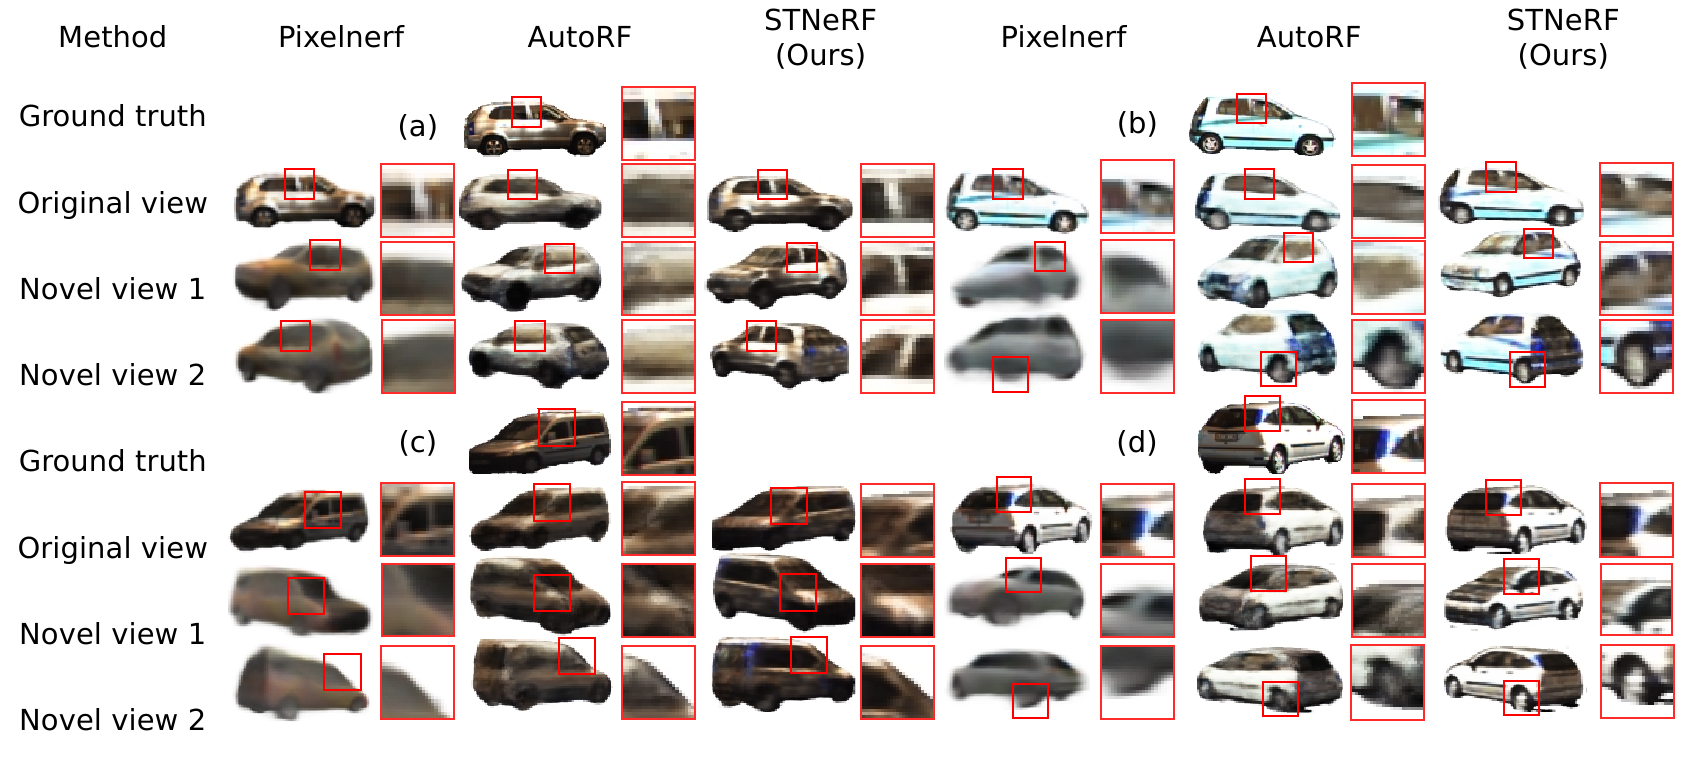 Method Pixelnerf AutoRF STNeRF (Ours) Pixelnerf AutoRF STNeRF (Ours)
Ground truth (a) (b)
Original view
Novel view 1
Novel view 2
Ground truth (c) (d)
Original view
Novel view 1
Novel view 2